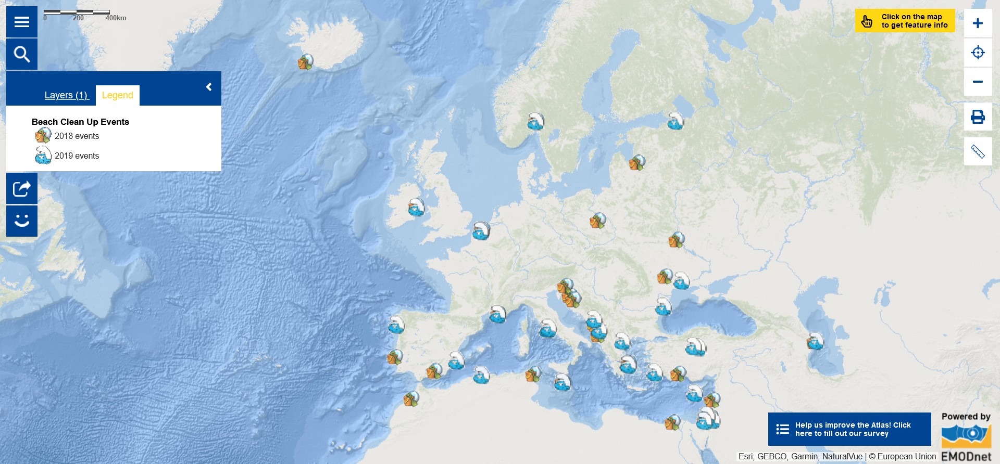 0 200 400km
Click on the map
to get feature info
Layers (1)
Legend
Beach Clean Up Events
2018 events
2019 events
Help us improve the Atlas! Click
here to fill out our survey
Powered by
EMODnet
Esri, GEBCO, Garmin, NaturalVue | © European Union